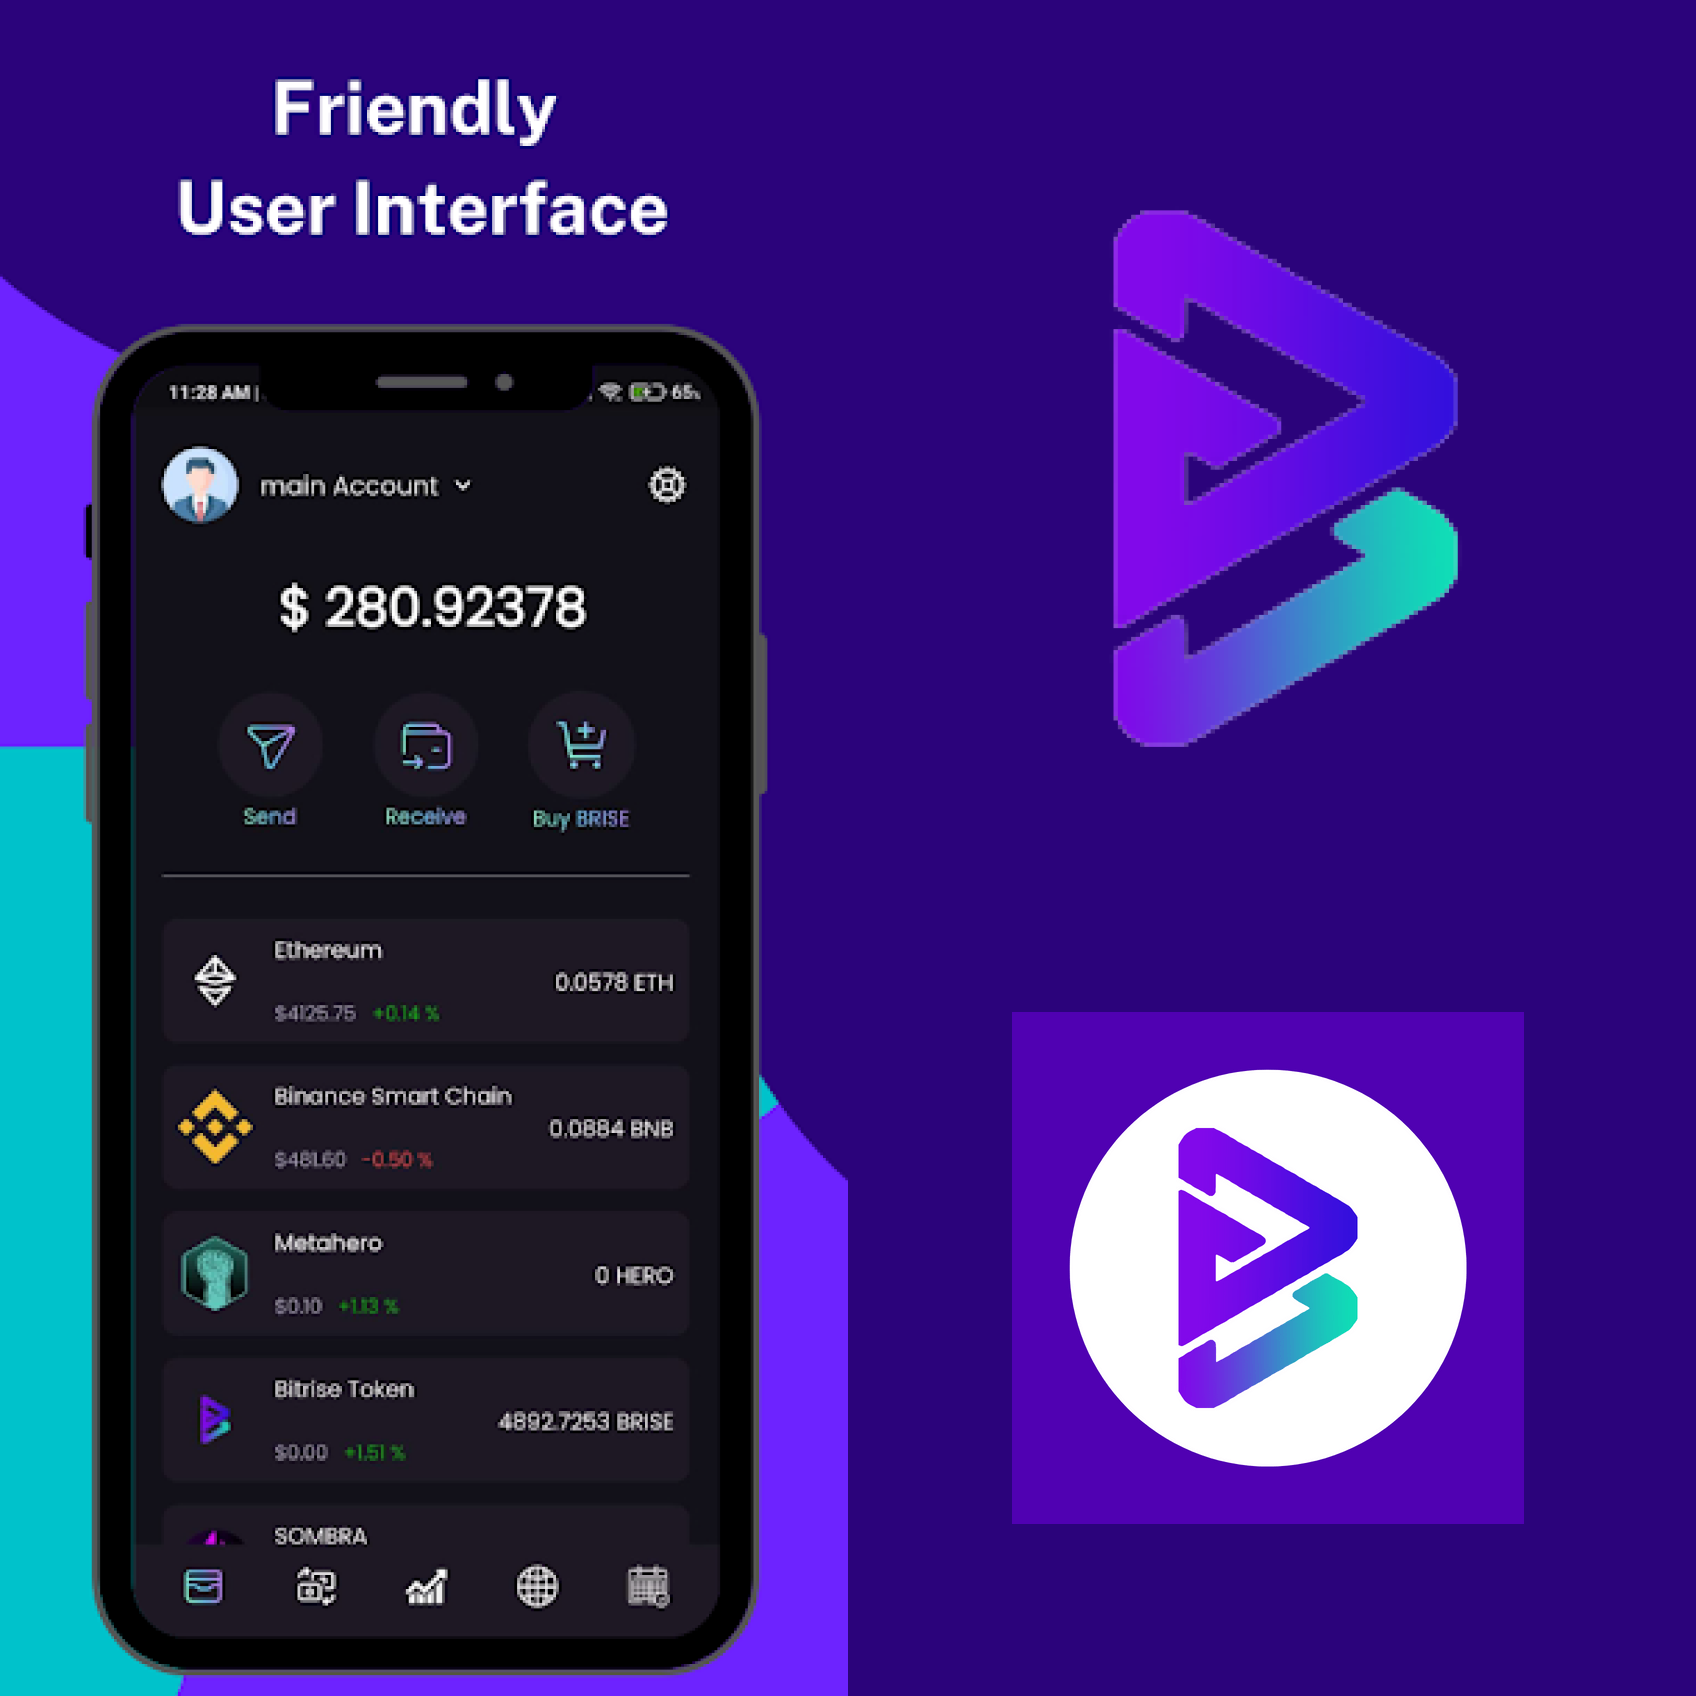 Friendly
User Interface
11:28 AM |
65%
main Account
$ 280.92378
Send
Receive
Buy BRISE
Ethereum
0.0578 ETH
$4125.75 +0.14 %
Binance Smart Chain
0.0884 BNB
$481.60 -0.50 %
Metahero
0 HERO
$0.10 +1.13 %
Bitrise Token
4892.7253 BRISE
$0.00 +1.51 %
SOMBRA